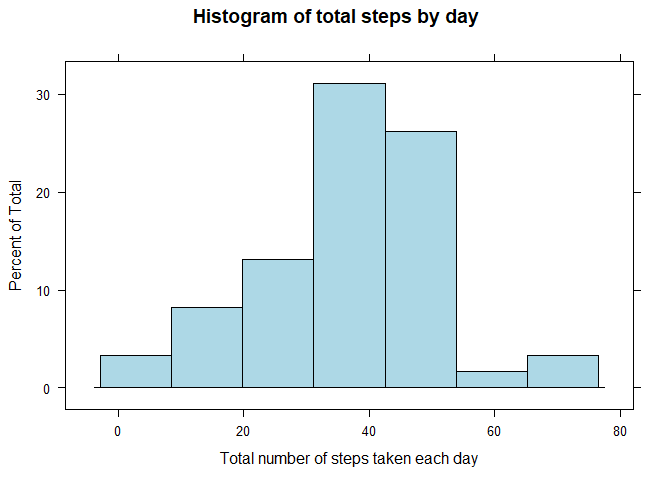 Histogram of total steps by day
30
20
10
0
Percent of Total
0 20 40 60 80
Total number of steps taken each day